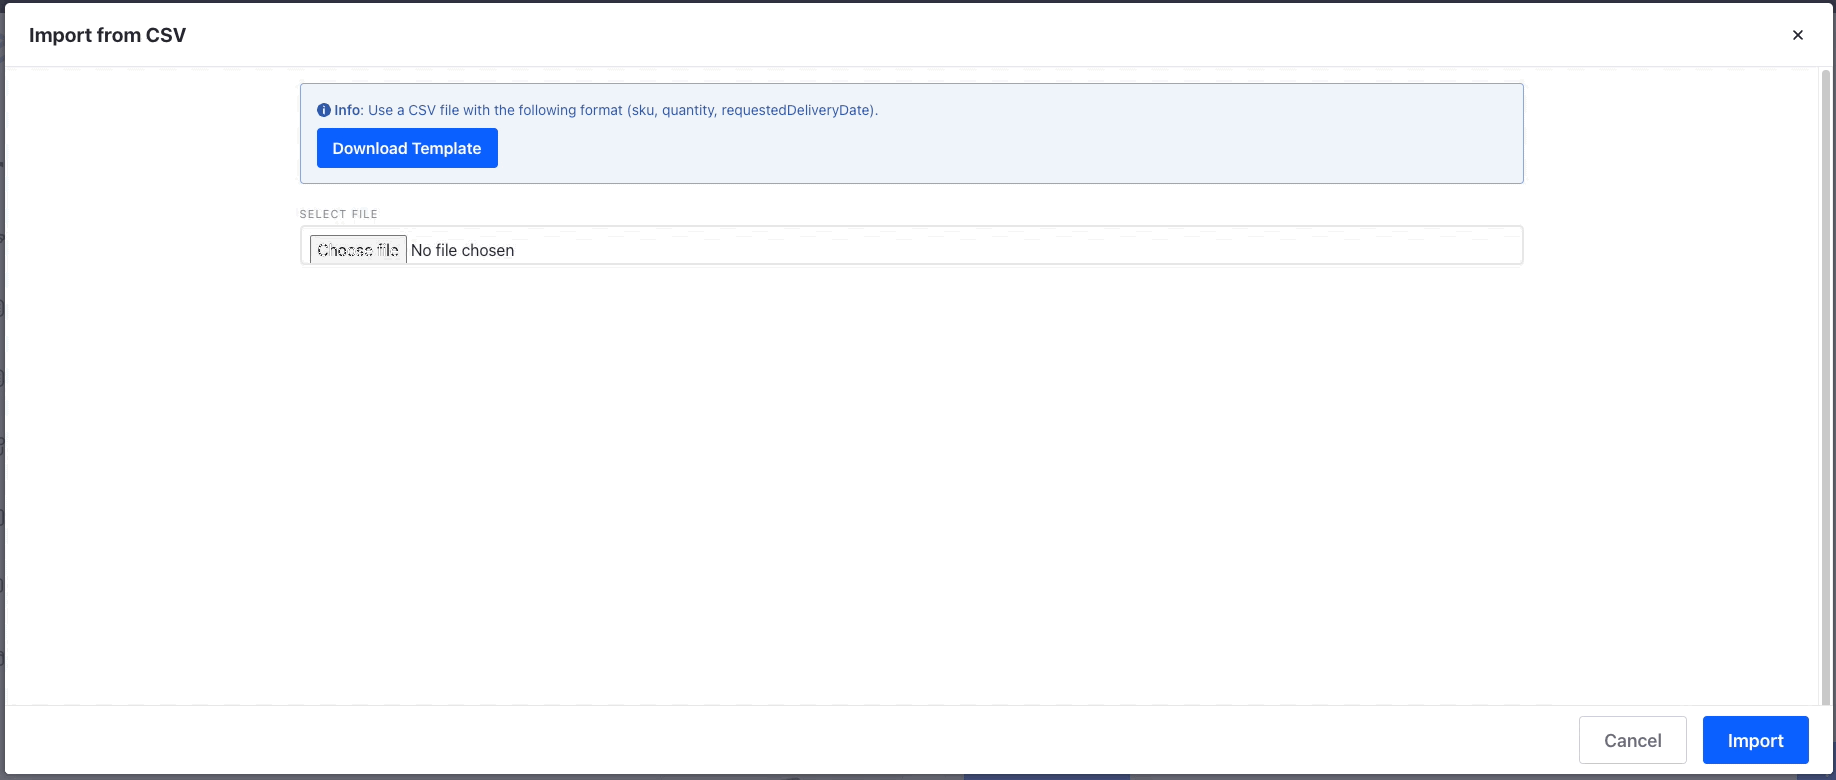 Import from CSV
Info: Use a CSV file with the following format (sku, quantity, requestedDeliveryDate).
Download Template
SELECT FILE
Choose file No file chosen
Cancel Import